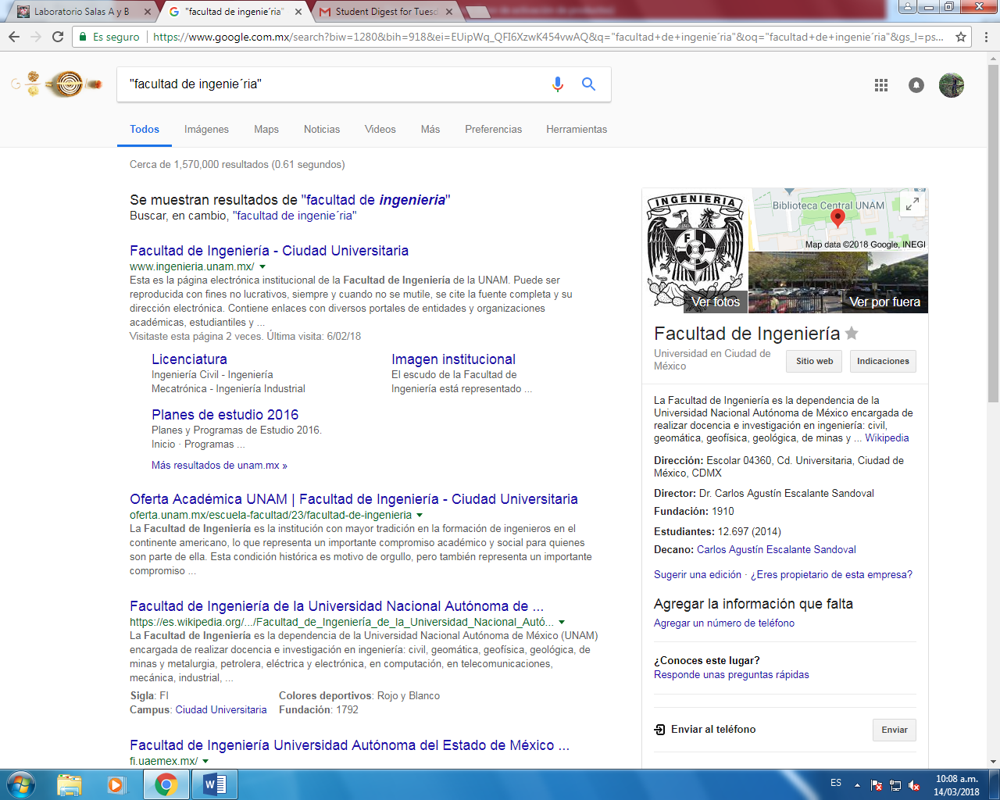 Laboratorio Salas A y B
"facultad de ingenie´ria"
Student Digest for Tuesd
Es seguro
https://www.google.com.mx/search?biw=1280&bih=918&ei=EUipWq_QFI6XzwK454vwAQ&q="facultad+de+ingenie´ria"&oq="facultad+de+ingenie´ria"&gs_l=ps...
"facultad de ingenie´ria"
Todos
Imágenes
Maps
Noticias
Videos
Más
Preferencias
Herramientas
Cerca de 1,570,000 resultados (0.61 segundos)
Se muestran resultados de "facultad de ingenieria"
Buscar, en cambio, "facultad de ingenie´ria"
Facultad de Ingeniería - Ciudad Universitaria
www.ingenieria.unam.mx/
Esta es la página electrónica institucional de la Facultad de Ingeniería de la UNAM. Puede ser
reproducida con fines no lucrativos, siempre y cuando no se mutile, se cite la fuente completa y su
dirección electrónica. Contiene enlaces con diversos portales de entidades y organizaciones
académicas, estudiantiles y ...
Visitaste esta página 2 veces. Última visita: 6/02/18
Licenciatura
Ingeniería Civil - Ingeniería
Mecatrónica - Ingeniería Industrial
Imagen institucional
El escudo de la Facultad de
Ingeniería está representado ...
Planes de estudio 2016
Planes y Programas de Estudio 2016.
Inicio · Programas ...
Más resultados de unam.mx »
Oferta Académica UNAM | Facultad de Ingeniería - Ciudad Universitaria
oferta.unam.mx/escuela-facultad/23/facultad-de-ingenieria
La Facultad de Ingeniería es la institución con mayor tradición en la formación de ingenieros en el
continente americano, lo que representa un importante compromiso académico y social para quienes
son parte de ella. Esta condición histórica es motivo de orgullo, pero también representa un importante
compromiso ...
Facultad de Ingeniería de la Universidad Nacional Autónoma de ...
https://es.wikipedia.org/.../Facultad_de_Ingeniería_de_la_Universidad_Nacional_Autó...
La Facultad de Ingeniería es la dependencia de la Universidad Nacional Autónoma de México (UNAM)
encargada de realizar docencia e investigación en ingeniería: civil, geomática, geofísica, geológica, de
minas y metalurgia, petrolera, eléctrica y electrónica, en computación, en telecomunicaciones,
mecánica, industrial, ...
Sigla: FI
Colores deportivos: Rojo y Blanco
Campus: Ciudad Universitaria
Fundación: 1792
Facultad de Ingeniería Universidad Autónoma del Estado de México ...
fi.uaemex.mx/
INGENIERIA
FI
Ver fotos
Biblioteca Central UNAM
Map data ©2018 Google, INEGI
Ver por fuera
Facultad de Ingeniería
Universidad en Ciudad de
México
Sitio web
Indicaciones
La Facultad de Ingeniería es la dependencia de la
Universidad Nacional Autónoma de México encargada de
realizar docencia e investigación en ingeniería: civil,
geomática, geofísica, geológica, de minas y ... Wikipedia
Dirección: Escolar 04360, Cd. Universitaria, Ciudad de
México, CDMX
Director: Dr. Carlos Agustín Escalante Sandoval
Fundación: 1910
Estudiantes: 12.697 (2014)
Decano: Carlos Agustín Escalante Sandoval
Sugerir una edición · ¿Eres propietario de esta empresa?
Agregar la información que falta
Agregar un número de teléfono
¿Conoces este lugar?
Responde unas preguntas rápidas
Enviar al teléfono
Enviar
ES
10:08 a.m.
14/03/2018